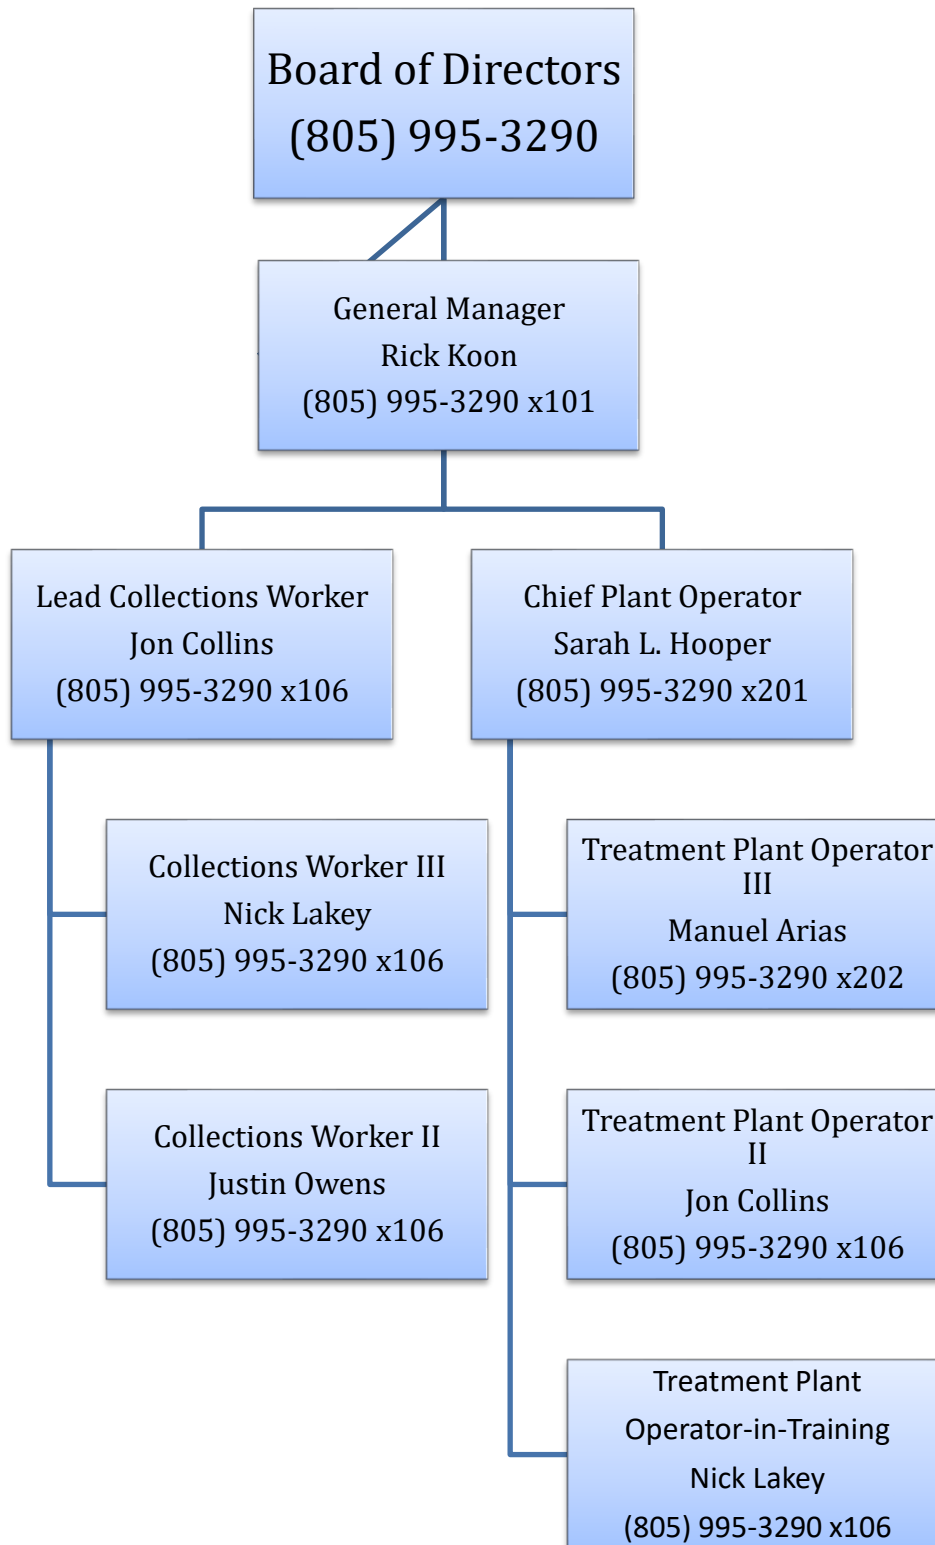 Board of Directors
(805) 995-3290
General Manager
Rick Koon
(805) 995-3290 x101
Lead Collections Worker
Jon Collins
(805) 995-3290 x106
Chief Plant Operator
Sarah L. Hooper
(805) 995-3290 x201
Collections Worker III
Nick Lakey
(805) 995-3290 x106
Treatment Plant Operator
III
Manuel Arias
(805) 995-3290 x202
Collections Worker II
Justin Owens
(805) 995-3290 x106
Treatment Plant Operator
II
Jon Collins
(805) 995-3290 x106
Treatment Plant
Operator-in-Training
Nick Lakey
(805) 995-3290 x106